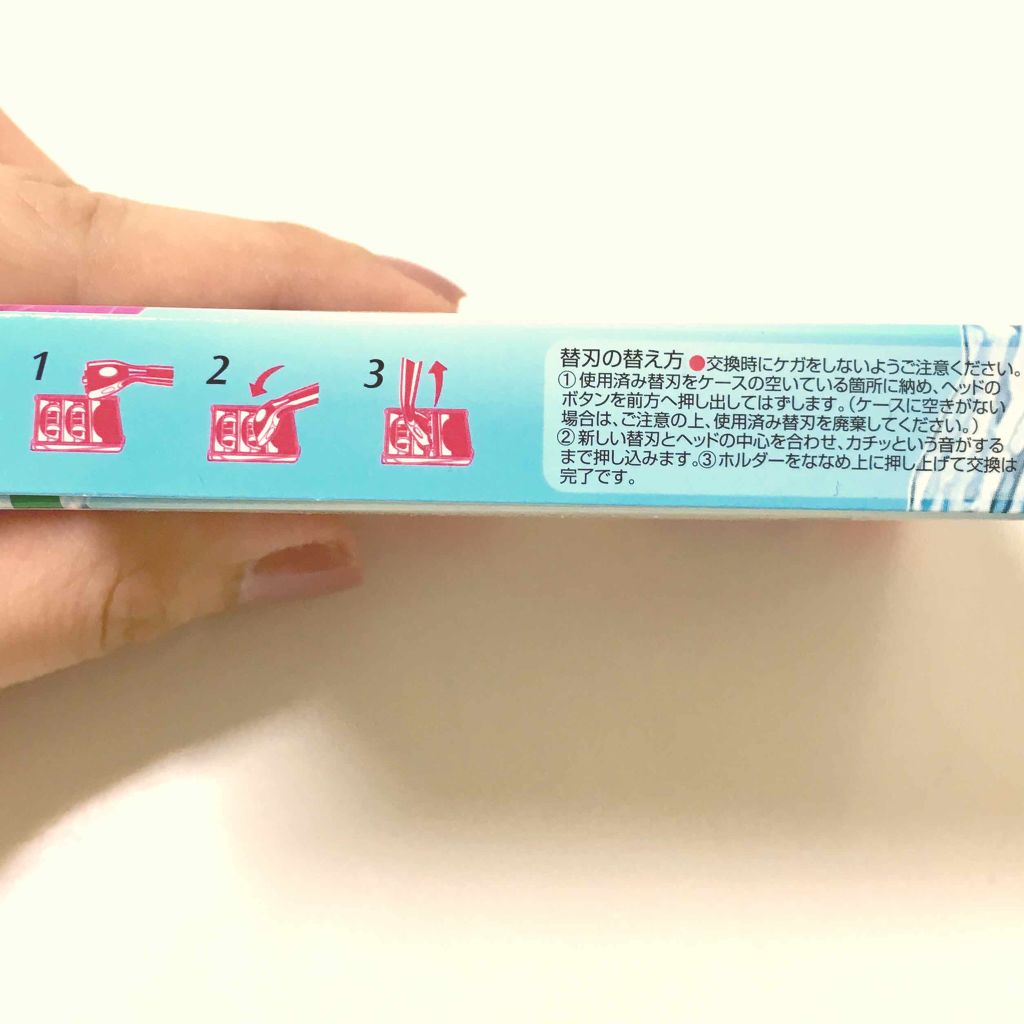 1
2
3
替刃の替え方 ●交換時にケガをしないようご注意ください。
①使用済み替刃をケースの空いている箇所に納め、ヘッドの
ボタンを前方へ押し出してはずします。(ケースに空きがない
場合は、ご注意の上、使用済み替刃を廃棄してください。)
②新しい替刃とヘッドの中心を合わせ、カチッという音がする
まで押し込みます。③ホルダーをななめ上に押し上げて交換は
完了です。